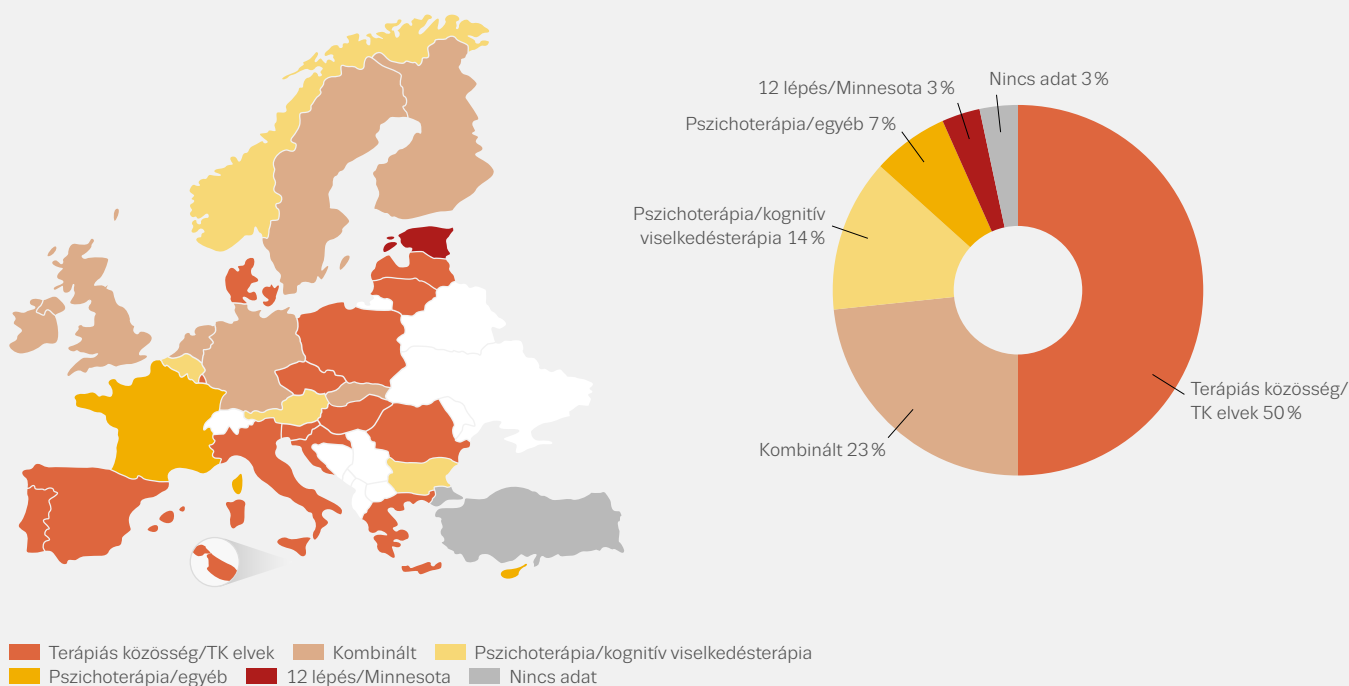 12 lépés/Minnesota 3 %
Nincs adat 3 %
Pszichoterápia/egyéb 7 %
Pszichoterápia/kognitív
viselkedésterápia 14 %
Terápiás közösség/
TK elvek 50 %
Kombinált 23 %
Terápiás közösség/TK elvek Kombinált Pszichoterápia/kognitív viselkedésterápia
Pszichoterápia/egyéb 12 lépés/Minnesota Nincs adat